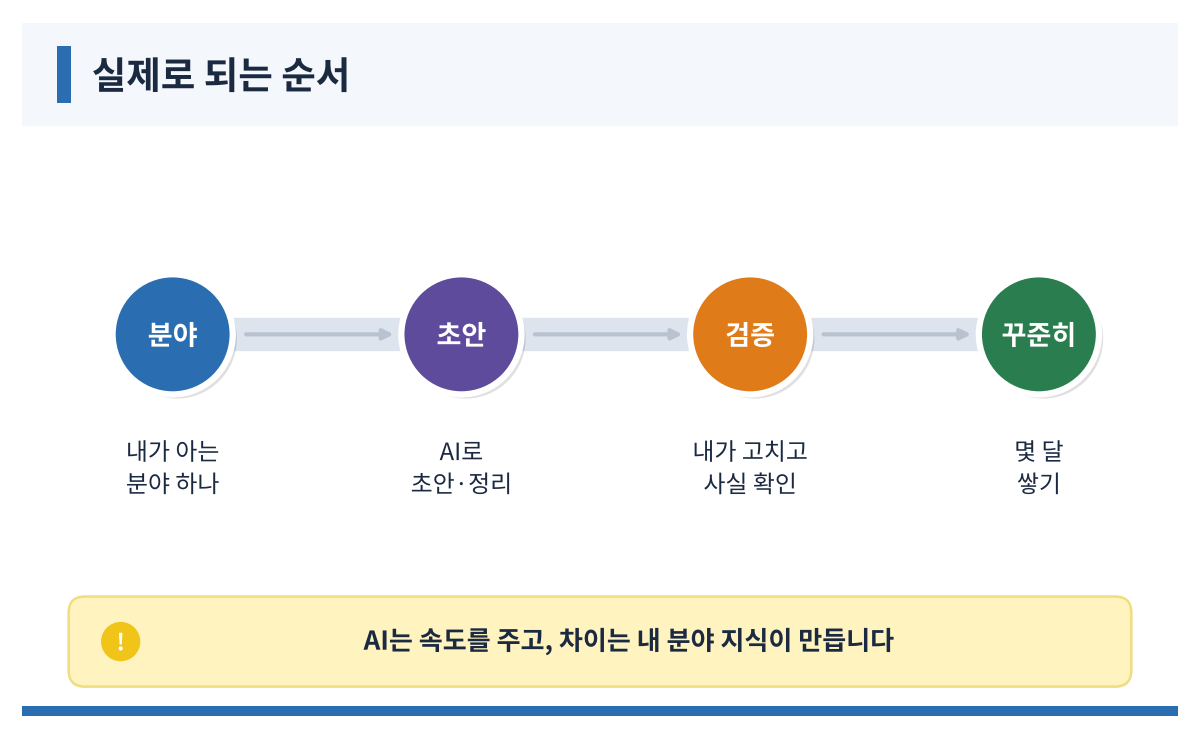 실제로 되는 순서
분야
초안
검증
꾸준히
내가 아는
분야 하나
AI로
초안·정리
내가 고치고
사실 확인
몇 달
쌓기
!
AI는 속도를 주고, 차이는 내 분야 지식이 만듭니다